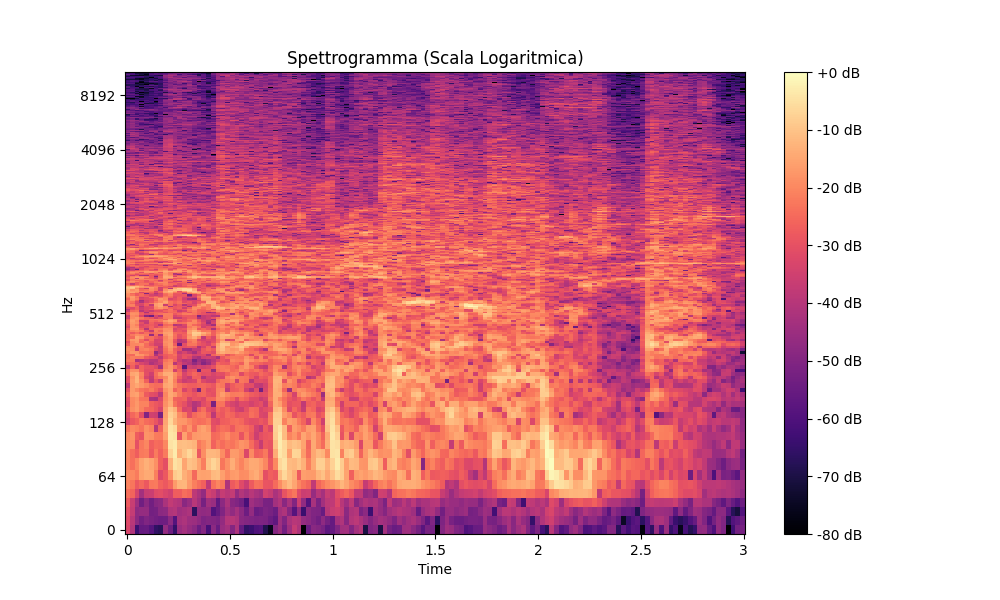 Spettrogramma (Scala Logaritmica)
Hz
8192
4096
2048
1024
512
256
128
64
0
0 0.5 1 1.5 2 2.5 3
Time
+0 dB
-10 dB
-20 dB
-30 dB
-40 dB
-50 dB
-60 dB
-70 dB
-80 dB